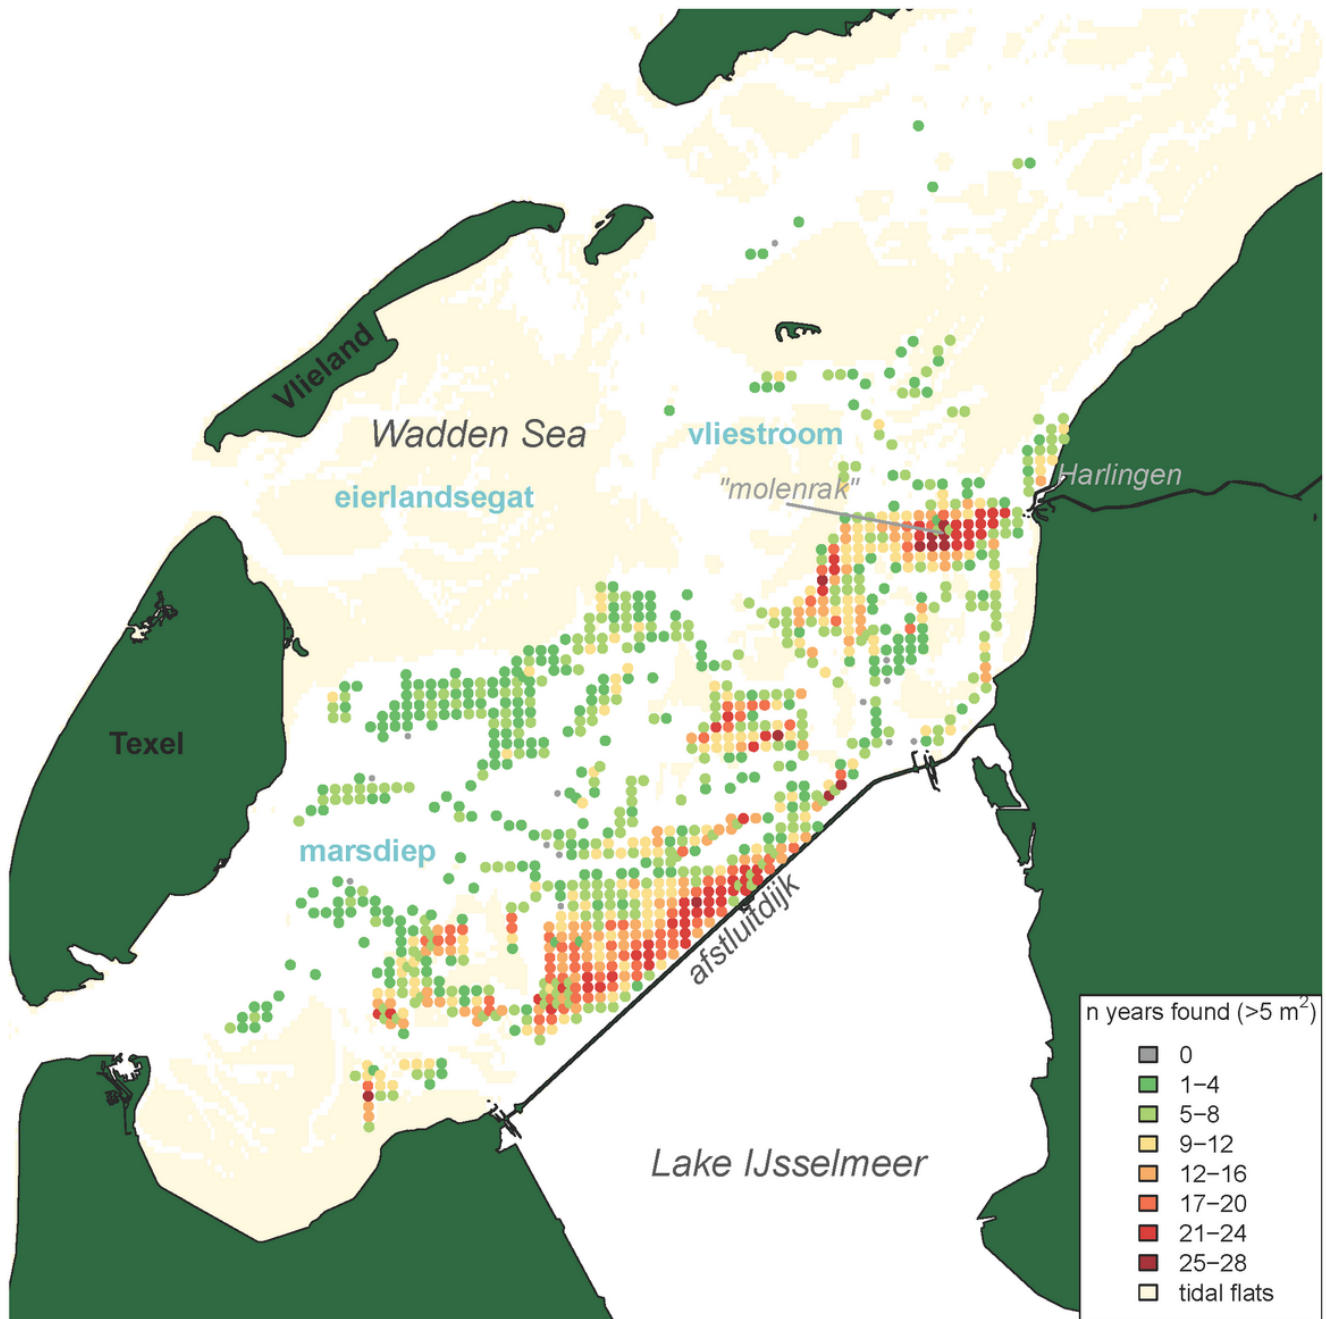 Vlieland
Wadden Sea
vliestroom
"molenrak"
Harlingen
eierlandsegat
Texel
marsdiep
afstluitdijk
Lake IJsselmeer
n years found (>5 m²)
0
1−4
5−8
9−12
12−16
17−20
21−24
25−28
tidal flats